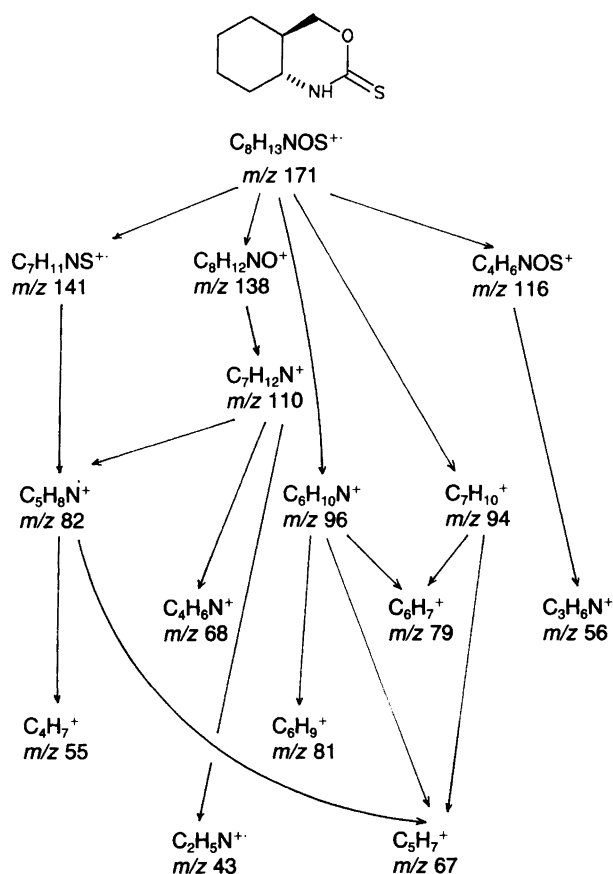 O
NH
S
C₈H₁₃NOS⁺·
m/z 171
C₇H₁₁NS⁺·
m/z 141
C₈H₁₂NO⁺
m/z 138
C₄H₆NOS⁺
m/z 116
C₇H₁₂N⁺
m/z 110
C₅H₈N⁺
m/z 82
C₆H₁₀N⁺
m/z 96
C₇H₁₀⁺
m/z 94
C₄H₆N⁺
m/z 68
C₆H₇⁺
m/z 79
C₃H₆N⁺
m/z 56
C₄H₇⁺
m/z 55
C₆H₉⁺
m/z 81
C₂H₅N⁺·
m/z 43
C₅H₇⁺
m/z 67